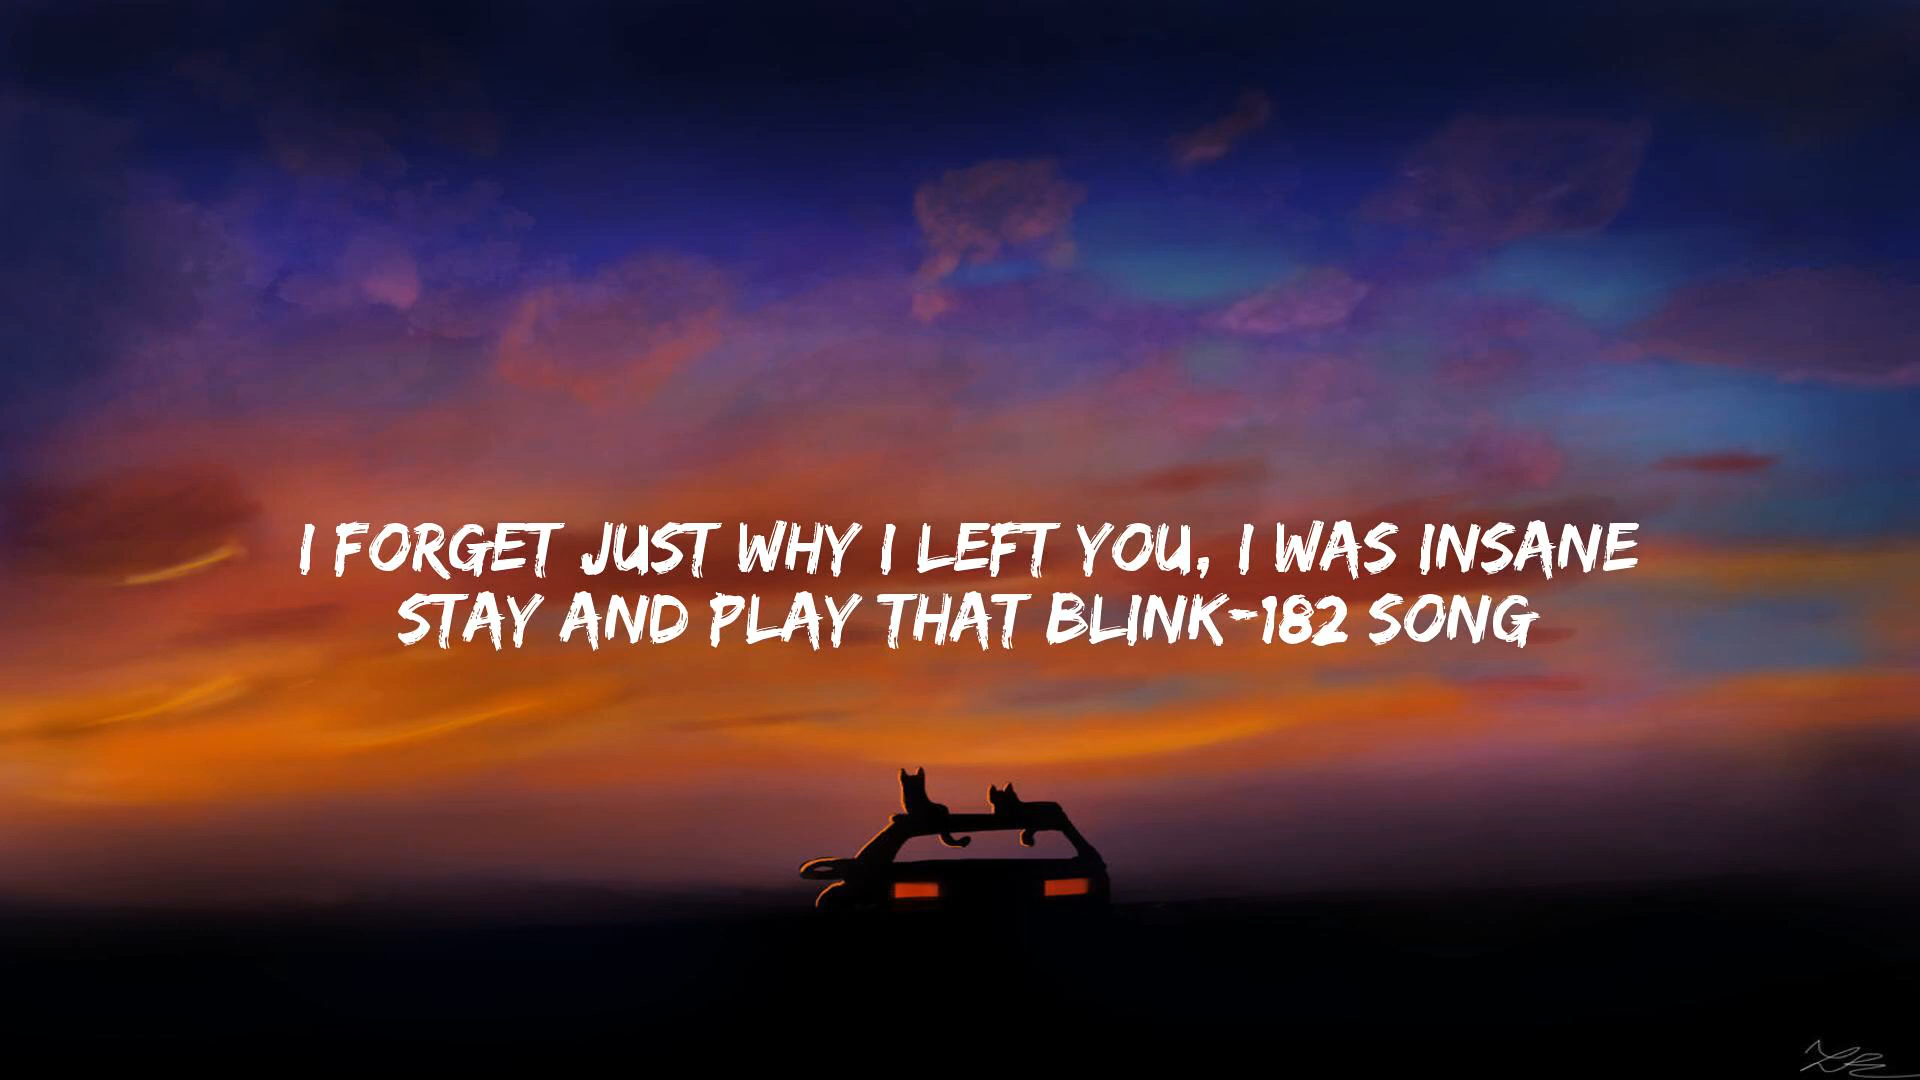 I FORGET JUST WHY I LEFT YOU, I WAS INSANE
STAY AND PLAY THAT BLINK-182 SONG